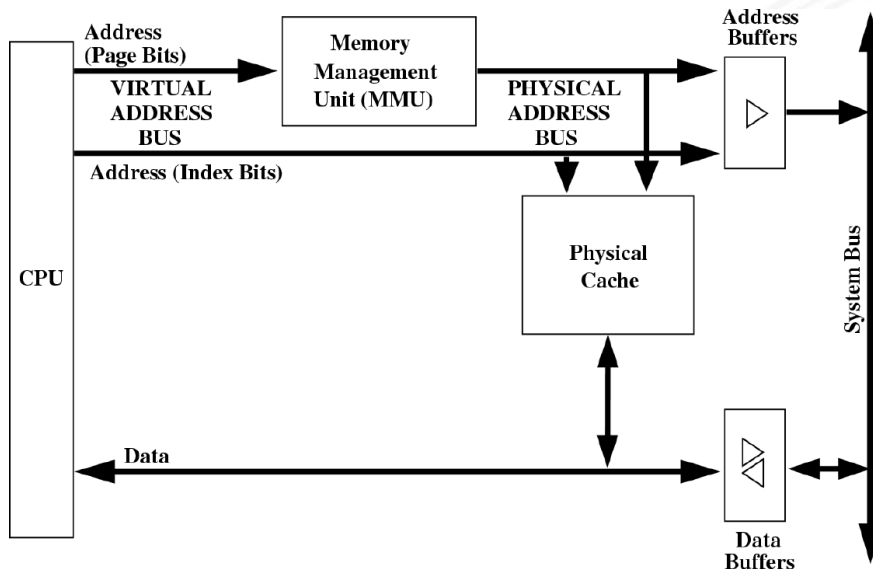 Address
(Page Bits)
Memory
Management
Unit (MMU)
Address
Buffers
VIRTUAL
ADDRESS
BUS
PHYSICAL
ADDRESS
BUS
Address (Index Bits)
CPU
Physical
Cache
System Bus
Data
Data
Buffers